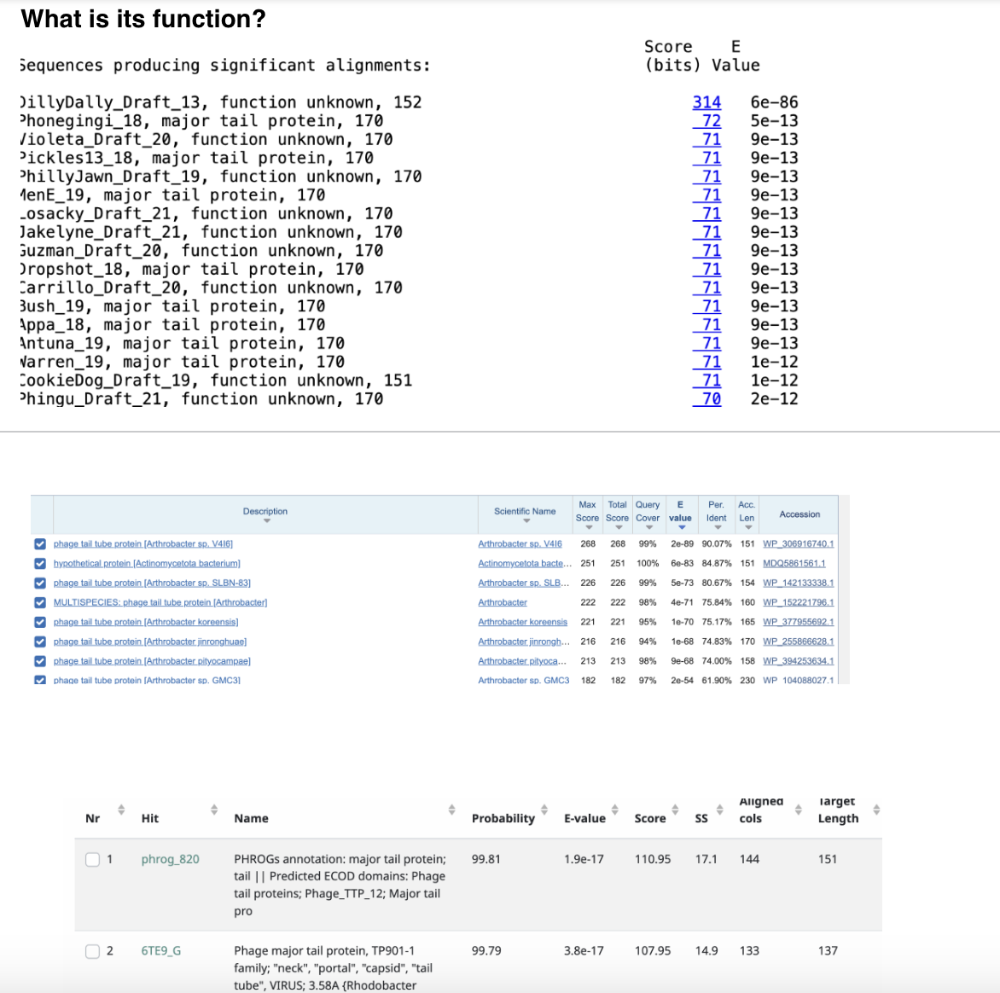 What is its function?
Score E
Sequences producing significant alignments: (bits) Value
DillyDally_Draft_13, function unknown, 152 314 6e-86
Phonegingi_18, major tail protein, 170 72 5e-13
Violeta_Draft_20, function unknown, 170 71 9e-13
Pickles13_18, major tail protein, 170 71 9e-13
PhillyJawn_Draft_19, function unknown, 170 71 9e-13
MenE_19, major tail protein, 170 71 9e-13
Losacky_Draft_21, function unknown, 170 71 9e-13
Jakelyne_Draft_21, function unknown, 170 71 9e-13
Guzman_Draft_20, function unknown, 170 71 9e-13
Dropshot_18, major tail protein, 170 71 9e-13
Carrillo_Draft_20, function unknown, 170 71 9e-13
Bush_19, major tail protein, 170 71 9e-13
Appa_18, major tail protein, 170 71 9e-13
Antuna_19, major tail protein, 170 71 9e-13
Warren_19, major tail protein, 170 71 1e-12
CookieDog_Draft_19, function unknown, 151 71 1e-12
Phingu_Draft_21, function unknown, 170 70 2e-12
Description Scientific Name Max Score Total Score Query Cover E value Per. Ident Acc. Len Accession
phage tail tube protein [Arthrobacter sp. V4I6] Arthrobacter sp. V4I6 268 268 99% 2e-89 90.07% 151 WP_306916740.1
hypothetical protein [Actinomycetota bacterium] Actinomycetota bacte... 251 251 100% 6e-83 84.87% 151 MDQ5861561.1
phage tail tube protein [Arthrobacter sp. SLBN-83] Arthrobacter sp. SLB... 226 226 99% 5e-73 80.67% 154 WP_142133338.1
MULTISPECIES: phage tail tube protein [Arthrobacter] Arthrobacter 222 222 98% 4e-71 75.84% 160 WP_152221796.1
phage tail tube protein [Arthrobacter koreensis] Arthrobacter koreensis 221 221 95% 1e-70 75.17% 165 WP_377955692.1
phage tail tube protein [Arthrobacter jinronghuae] Arthrobacter jinrongh... 216 216 94% 1e-68 74.83% 170 WP_255866628.1
phage tail tube protein [Arthrobacter pityocampae] Arthrobacter pityoca... 213 213 98% 9e-68 74.00% 158 WP_394253634.1
phage tail tube protein [Arthrobacter sp. GMC3] Arthrobacter sp. GMC3 182 182 97% 2e-54 61.90% 230 WP_104088027.1
Nr Hit Name Probability E-value Score SS Aligned cols Target Length
1 phrog_820 PHROGs annotation: major tail protein; 99.81 1.9e-17 110.95 17.1 144 151
tail || Predicted ECOD domains: Phage
tail proteins; Phage_TTP_12; Major tail
pro
2 6TE9_G Phage major tail protein, TP901-1 99.79 3.8e-17 107.95 14.9 133 137
family; "neck", "portal", "capsid", "tail
tube", VIRUS; 3.58A {Rhodobacter